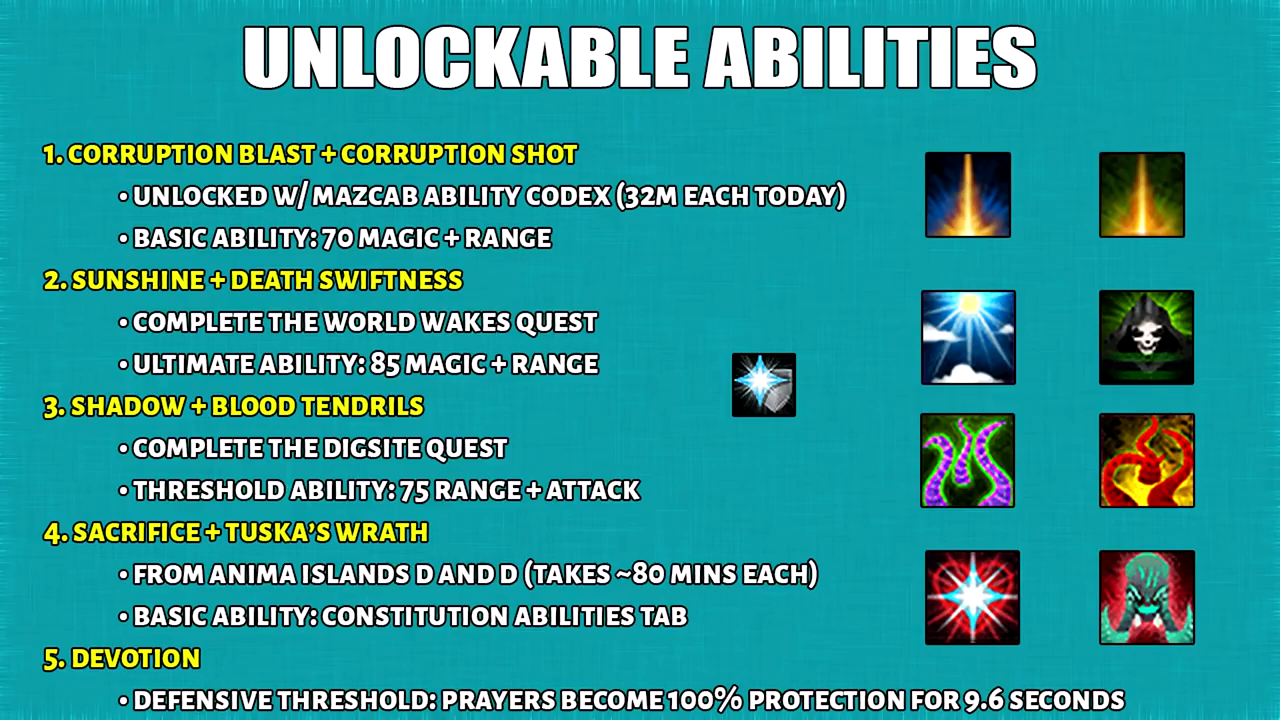 UNLOCKABLE ABILITIES
1. CORRUPTION BLAST + CORRUPTION SHOT
• UNLOCKED W/ MAZCAB ABILITY CODEX (32M EACH TODAY)
• BASIC ABILITY: 70 MAGIC + RANGE
2. SUNSHINE + DEATH SWIFTNESS
• COMPLETE THE WORLD WAKES QUEST
• ULTIMATE ABILITY: 85 MAGIC + RANGE
3. SHADOW + BLOOD TENDRILS
• COMPLETE THE DIGSITE QUEST
• THRESHOLD ABILITY: 75 RANGE + ATTACK
4. SACRIFICE + TUSKA'S WRATH
• FROM ANIMA ISLANDS D AND D (TAKES ~80 MINS EACH)
• BASIC ABILITY: CONSTITUTION ABILITIES TAB
5. DEVOTION
• DEFENSIVE THRESHOLD: PRAYERS BECOME 100% PROTECTION FOR 9.6 SECONDS